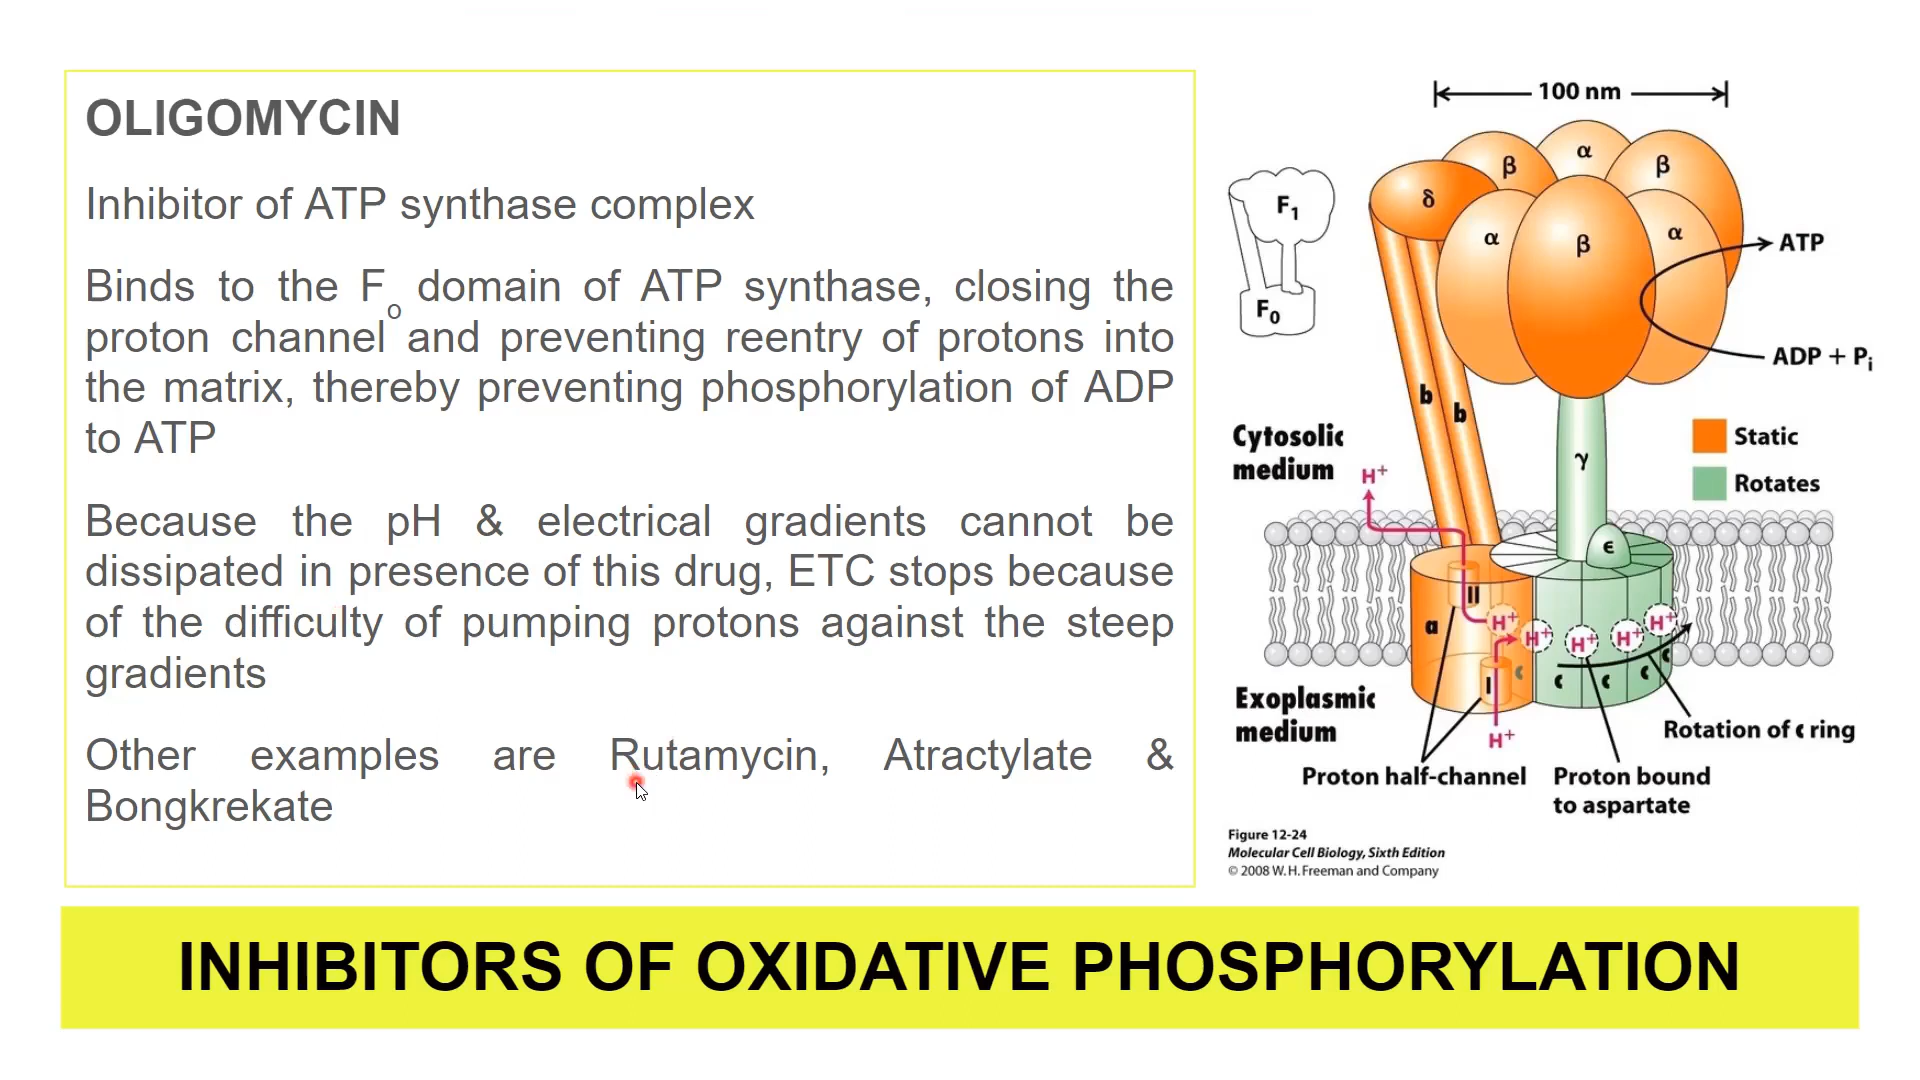 OLIGOMYCIN
Inhibitor of ATP synthase complex
Binds to the Fo domain of ATP synthase, closing the
proton channel and preventing reentry of protons into
the matrix, thereby preventing phosphorylation of ADP
to ATP
Because the pH & electrical gradients cannot be
dissipated in presence of this drug, ETC stops because
of the difficulty of pumping protons against the steep
gradients
Other examples are Rutamycin, Atractylate &
Bongkrekate
100 nm
F1
F0
β
α
β
δ
α
β
α
ATP
ADP + Pi
b
b
Cytosolic
medium
H+
Static
Rotates
γ
ϵ
II
a
H+
H+
H+
H+
H+
I
c
c
c
c
c
Exoplasmic
medium
H+
Rotation of c ring
Proton half-channel
Proton bound
to aspartate
Figure 12-24
Molecular Cell Biology, Sixth Edition
© 2008 W. H. Freeman and Company
INHIBITORS OF OXIDATIVE PHOSPHORYLATION